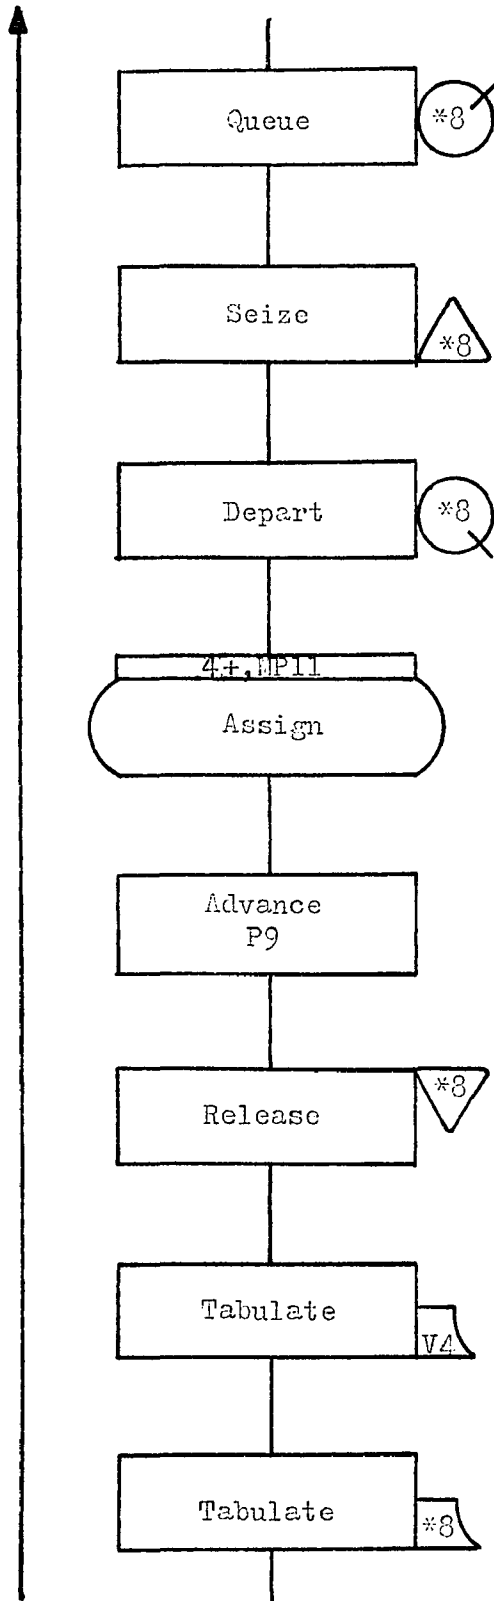 Queue *8
Seize *8
Depart *8
4+,MP11
Assign
Advance
P9
Release *8
Tabulate V4
Tabulate *8